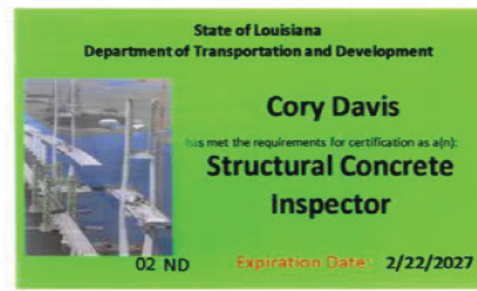 State of Louisiana
Department of Transportation and Development
Cory Davis
has met the requirements for certification as a(n):
Structural Concrete
Inspector
02 ND
Expiration Date: 2/22/2027